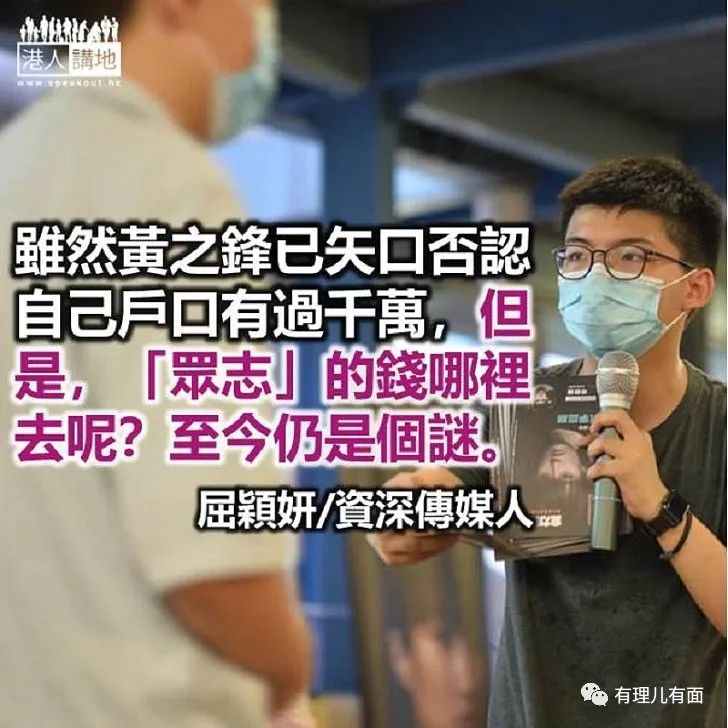 港人講地
www.speakout.hk
雖然黃之鋒已矢口否認
自己戶口有過千萬，但
是，「眾志」的錢哪裡
去呢？至今仍是個謎。
屈穎妍/資深傳媒人
有理儿有面